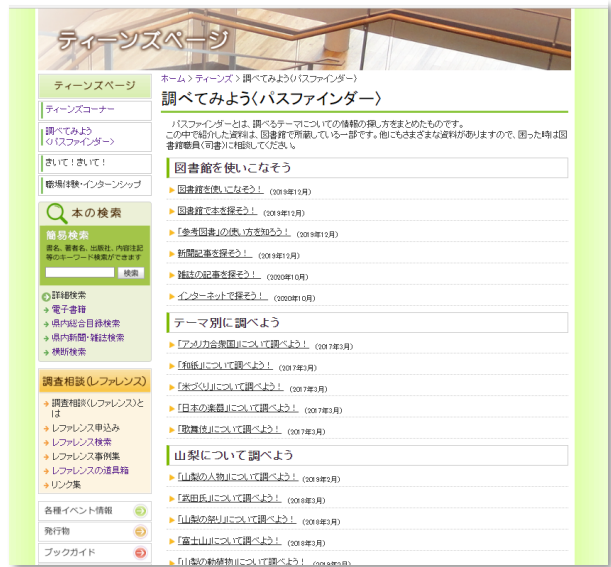 ティーンズページ
ティーンズページ
ティーンズコーナー
調べてみよう
〈パスファインダー〉
きいて！きいて！
職場体験・インターンシップ
本の検索
簡易検索
書名、著者名、出版社、内容注記
等のキーワード検索ができます
検索
詳細検索
電子書籍
県内総合目録検索
県内新聞・雑誌検索
横断検索
調査相談(レファレンス)
調査相談(レファレンス)と
は
レファレンス申込み
レファレンス検索
レファレンス事例集
レファレンスの道具箱
リンク集
各種イベント情報
発行物
ブックガイド
ホーム > ティーンズ > 調べてみよう〈パスファインダー〉
調べてみよう〈パスファインダー〉
パスファインダーとは、調べるテーマについての情報の探し方をまとめたものです。
この中で紹介した資料は、図書館で所蔵している一部です。他にもさまざまな資料がありますので、困った時は図
書館職員(司書)に相談してください。
図書館を使いこなそう
図書館を使いこなそう！ (2019年12月)
図書館で本を探そう！ (2019年12月)
「参考図書」の使い方を知ろう！ (2019年12月)
新聞記事を探そう！ (2019年12月)
雑誌の記事を探そう！ (2020年10月)
インターネットで探そう！ (2020年10月)
テーマ別に調べよう
「アメリカ合衆国」について調べよう！ (2017年3月)
「和紙」について調べよう！ (2017年3月)
「米づくり」について調べよう！ (2017年3月)
「日本の楽器」について調べよう！ (2017年3月)
「歌舞伎」について調べよう！ (2017年3月)
山梨について調べよう
「山梨の人物」について調べよう！ (2019年2月)
「武田氏」について調べよう！ (2018年3月)
「山梨の祭り」について調べよう！ (2018年3月)
「富士山」について調べよう！ (2018年3月)
「山梨の動植物」について調べよう！